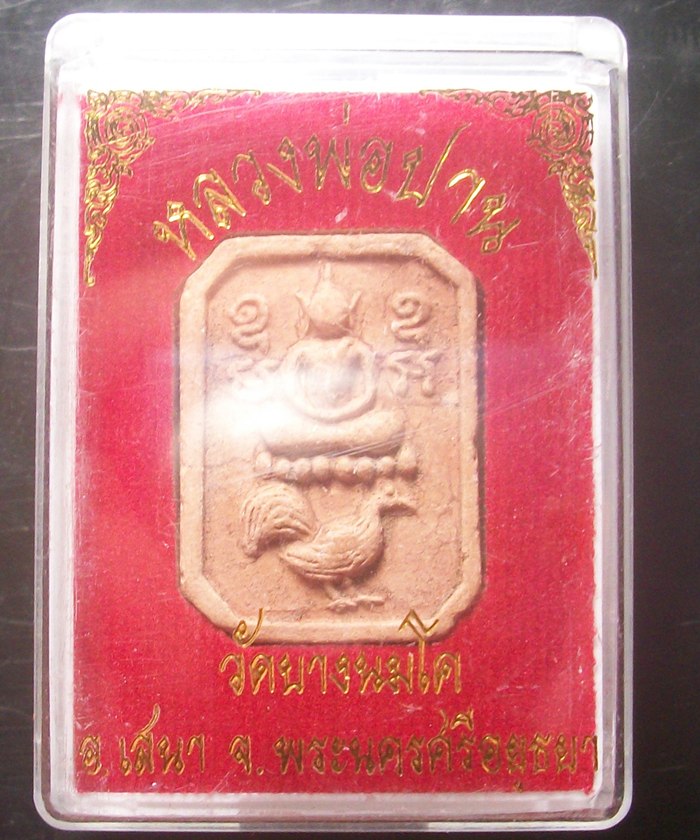 หลวงพ่อปาน
วัดบางนมโค
อ.เสนา จ.พระนครศรีอยุธยา